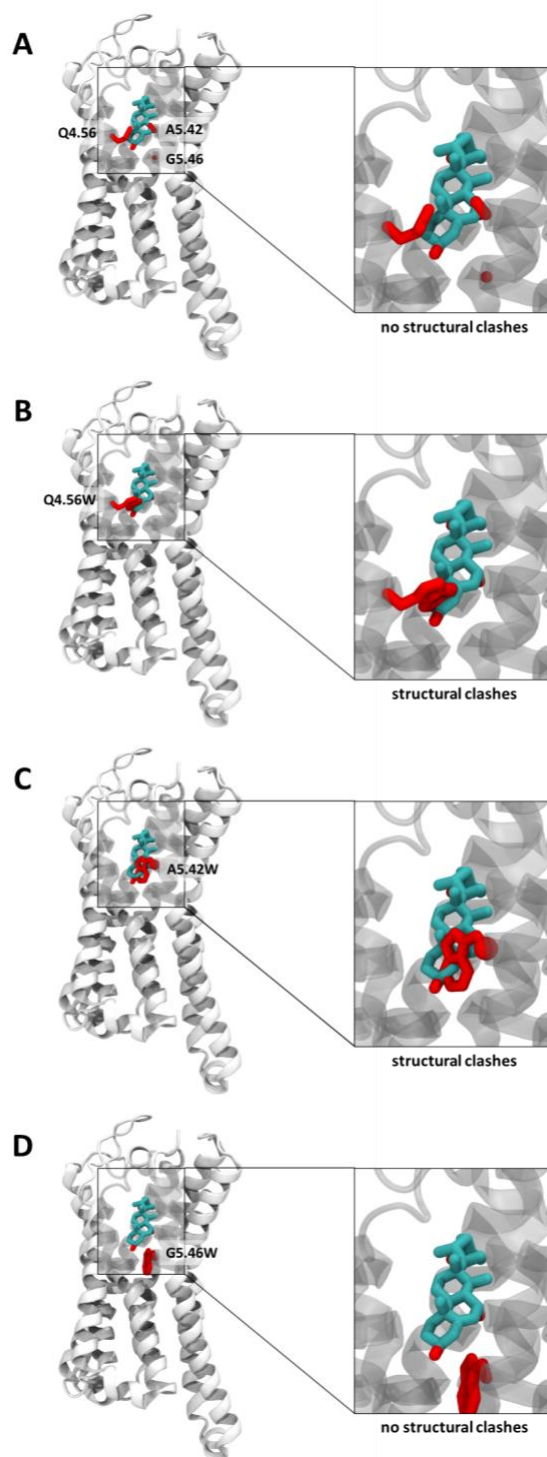 A
Q4.56
A5.42
G5.46
no structural clashes
B
Q4.56W
structural clashes
C
A5.42W
structural clashes
D
G5.46W
no structural clashes